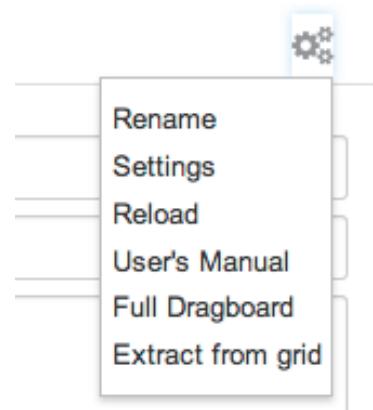 Rename
Settings
Reload
User's Manual
Full Dragboard
Extract from grid